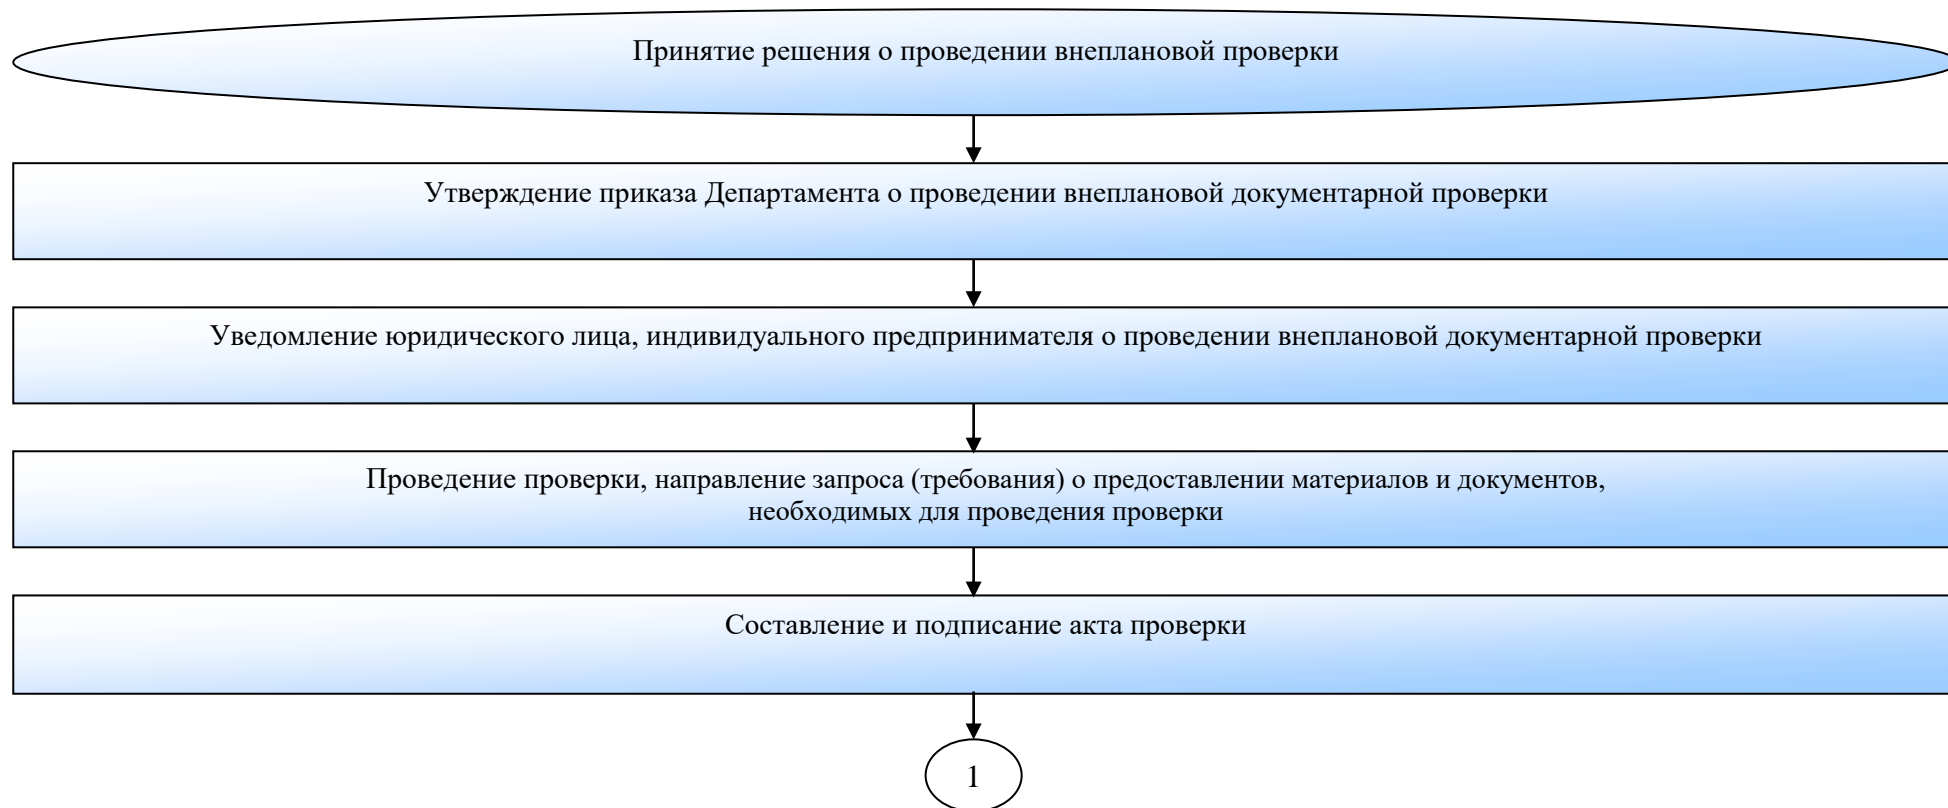 Принятие решения о проведении внеплановой проверки
Утверждение приказа Департамента о проведении внеплановой документарной проверки
Уведомление юридического лица, индивидуального предпринимателя о проведении внеплановой документарной проверки
Проведение проверки, направление запроса (требования) о предоставлении материалов и документов,
необходимых для проведения проверки
Составление и подписание акта проверки
1